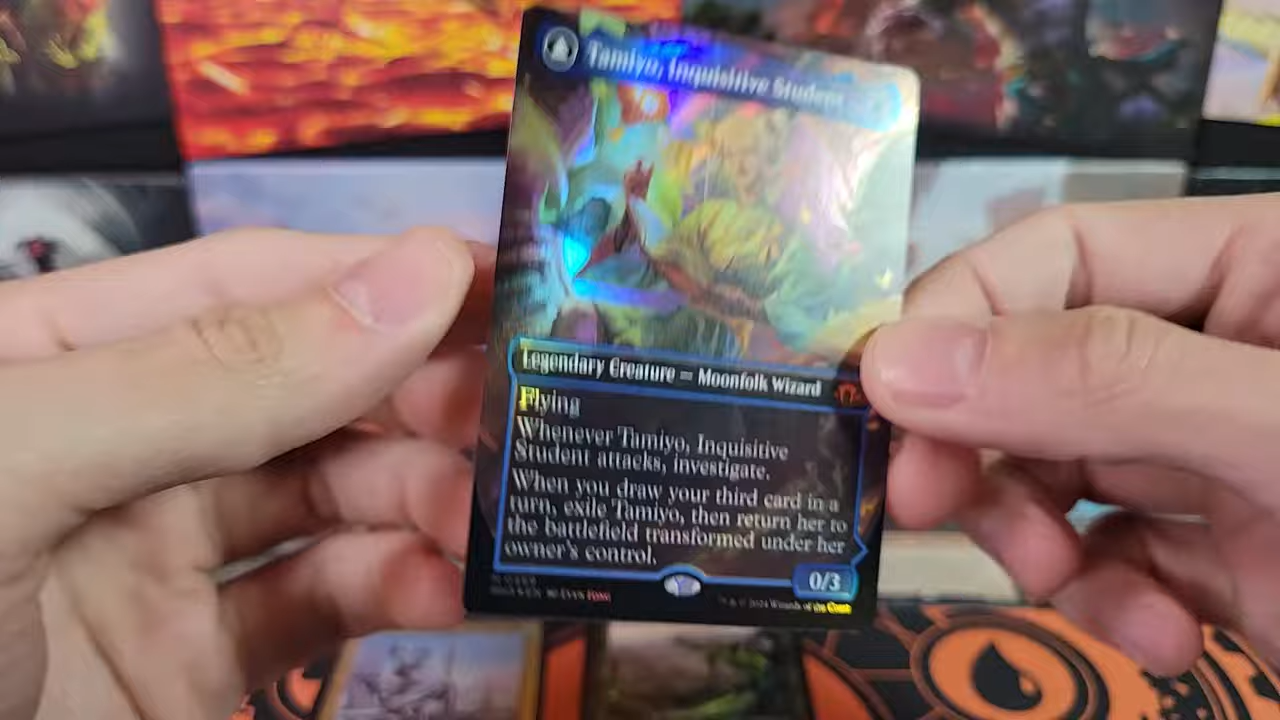 Tamiyo, Inquisitive Student
Legendary Creature — Moonfolk Wizard
Flying
Whenever Tamiyo, Inquisitive
Student attacks, investigate.
When you draw your third card in a
turn, exile Tamiyo, then return her to
the battlefield transformed under her
owner's control.
0/3
© 2024 Wizards of the Coast